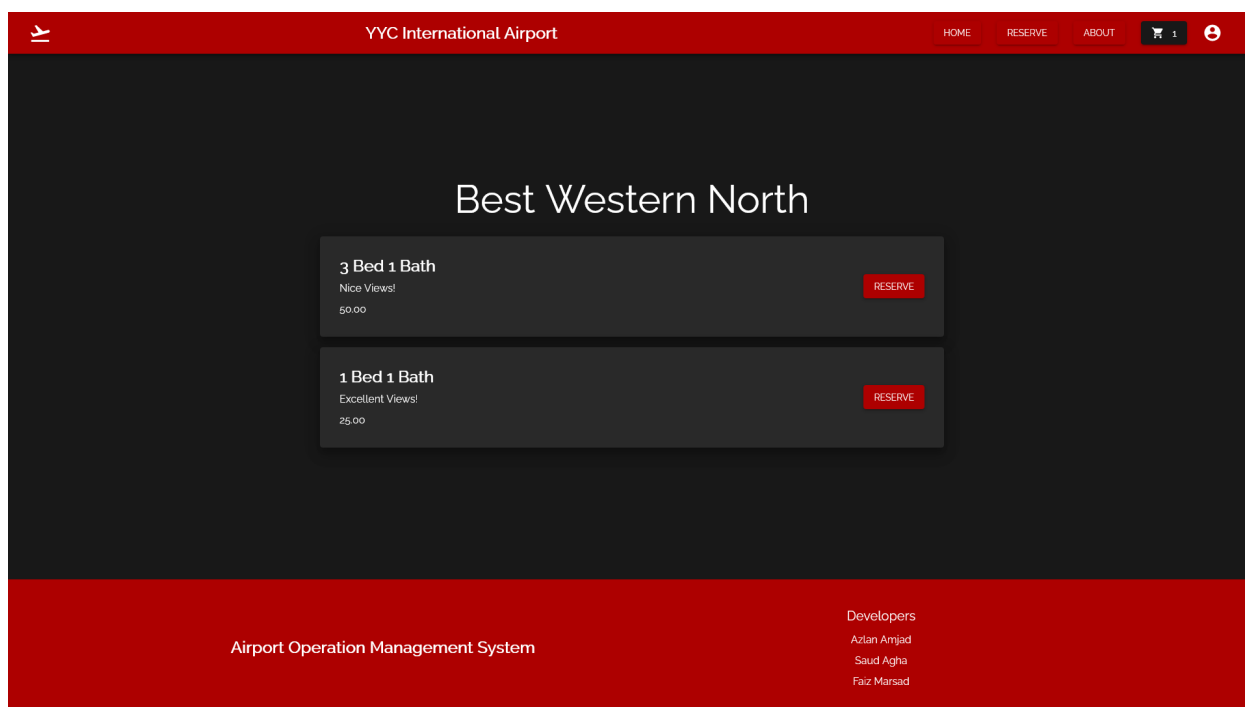 YYC International Airport
HOME
RESERVE
ABOUT
1
Best Western North
3 Bed 1 Bath
Nice Views!
50.00
RESERVE
1 Bed 1 Bath
Excellent Views!
25.00
RESERVE
Airport Operation Management System
Developers
Azlan Amjad
Saud Agha
Faiz Marsad